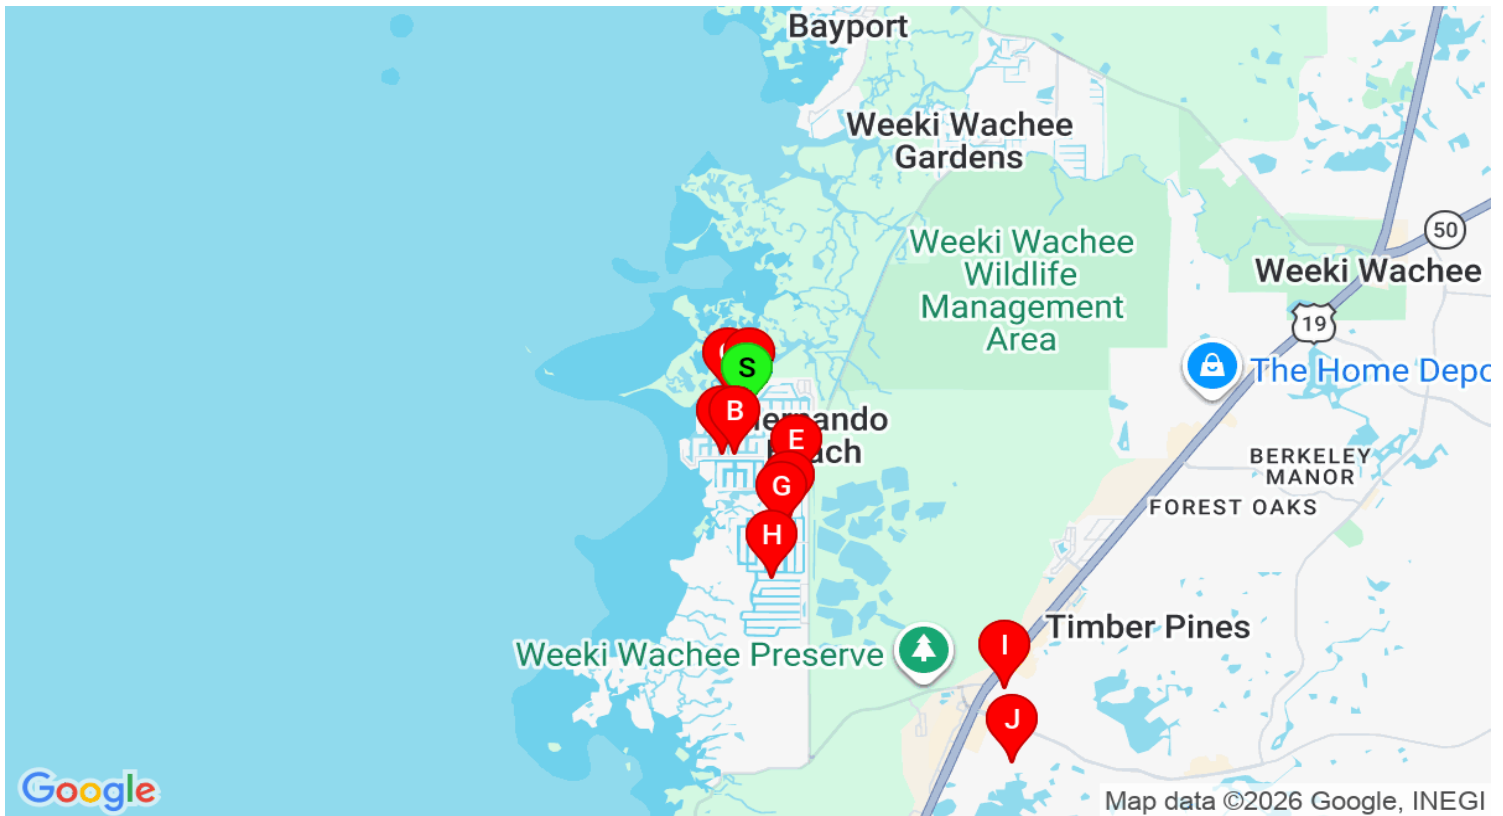 Bayport
Weeki Wachee
Gardens
Weeki Wachee
Wildlife
Management
Area
50
Weeki Wachee
19
The Home Depo
S
B
E
G
H
BERKELEY
MANOR
FOREST OAKS
Timber Pines
Weeki Wachee Preserve
I
J
Google
Map data ©2026 Google, INEGI